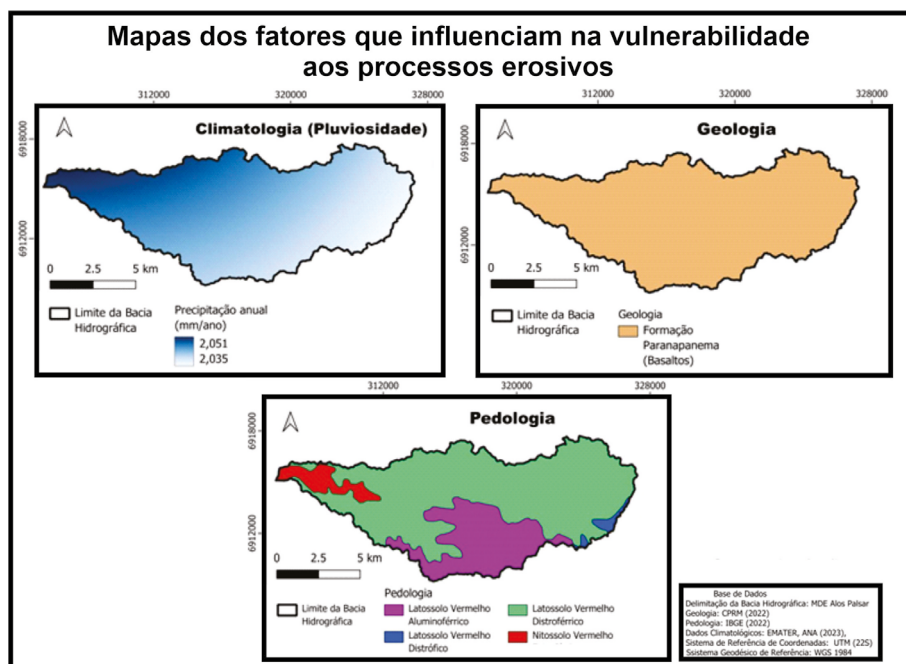 Mapas dos fatores que influenciam na vulnerabilidade
aos processos erosivos
312000 320000 328000
Climatologia (Pluviosidade)
6918000
6912000
0 2.5 5 km
Limite da Bacia
Hidrográfica
Precipitação anual
(mm/ano)
2,051
2,035
312000 320000 328000
Geologia
6918000
6912000
0 2.5 5 km
Limite da Bacia
Hidrográfica
Geologia
Formação
Paranapanema
(Basaltos)
312000 320000 328000
Pedologia
6918000
6912000
0 2.5 5 km
Limite da Bacia
Hidrográfica
Pedologia
Latossolo Vermelho
Aluminoférrico
Latossolo Vermelho
Distrófico
Latossolo Vermelho
Distroférrico
Nitossolo Vermelho
Base de Dados
Delimitação da Bacia Hidrográfica: MDE Alos Palsar
Geologia: CPRM (2022)
Pedologia: IBGE (2022)
Dados Climatológicos: EMATER, ANA (2023),
Sistema de Referência de Coordenadas: UTM (22S)
Ssistema Geodésico de Referência: WGS 1984